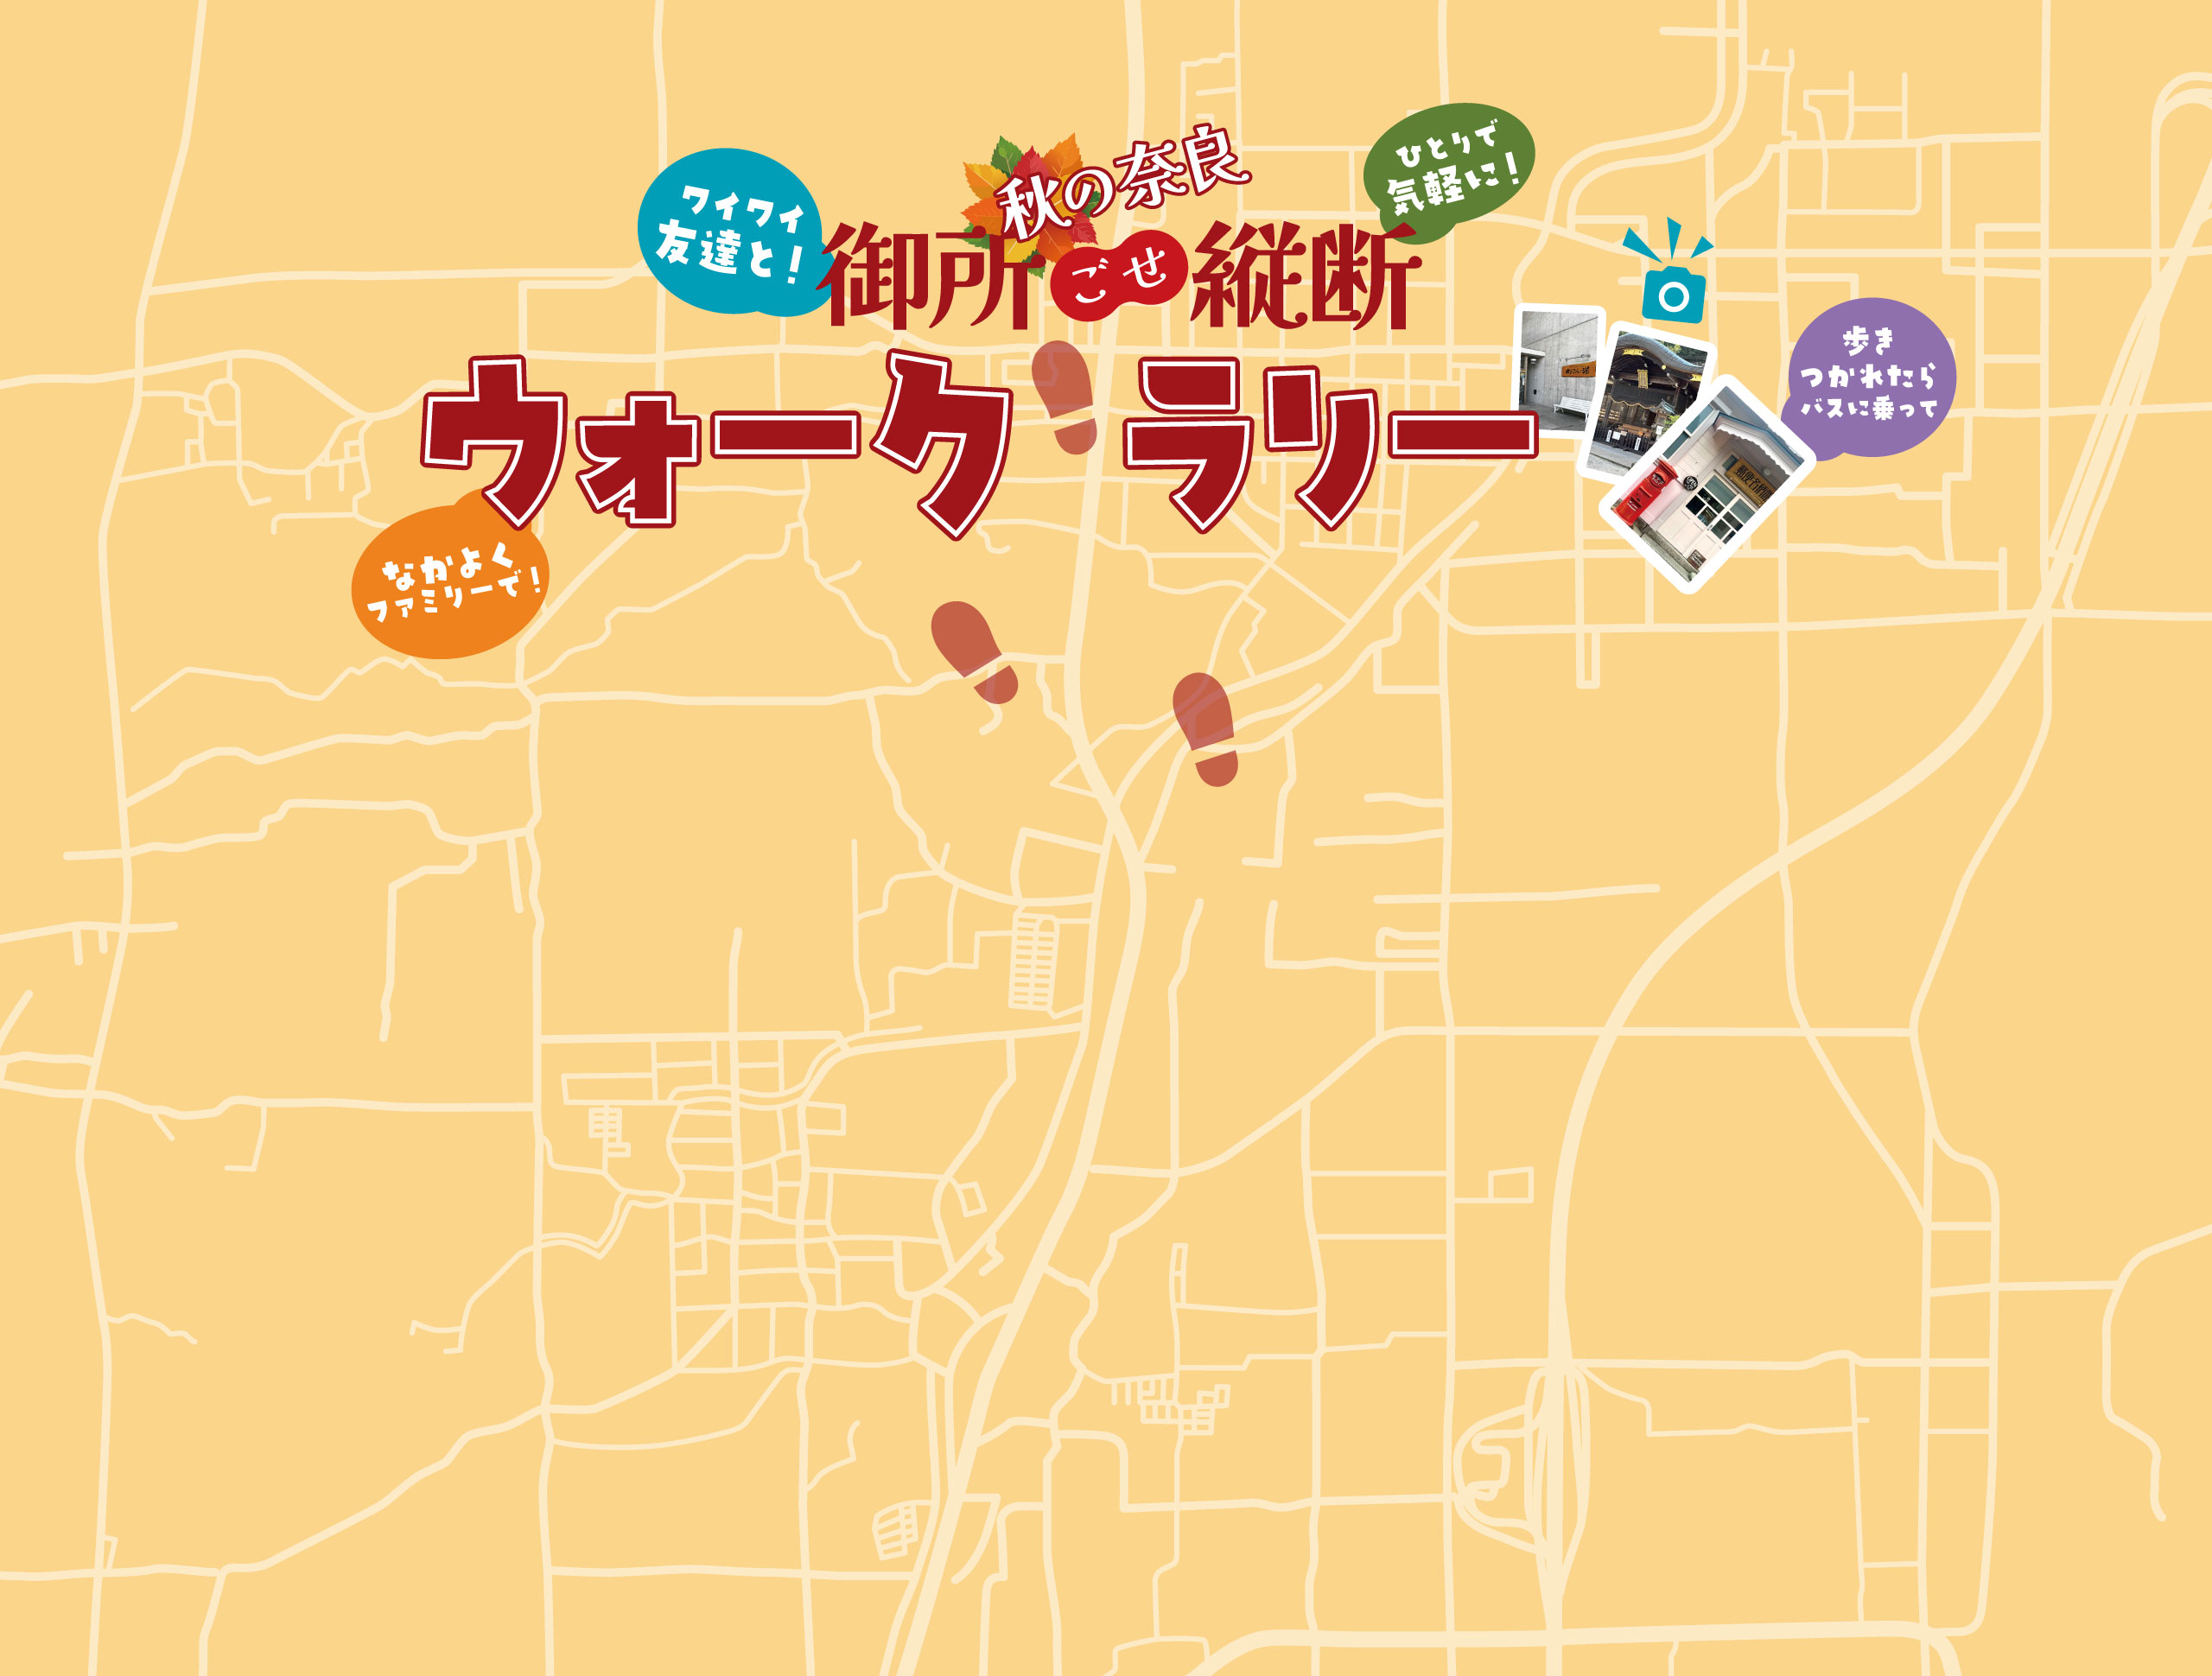 秋の奈良
ワイワイ
友達と！
ひとりで
気軽に！
御所ごせ縦断
ウォークラリー
歩き
つかれたら
バスに乗って
なかよく
ファミリーで！